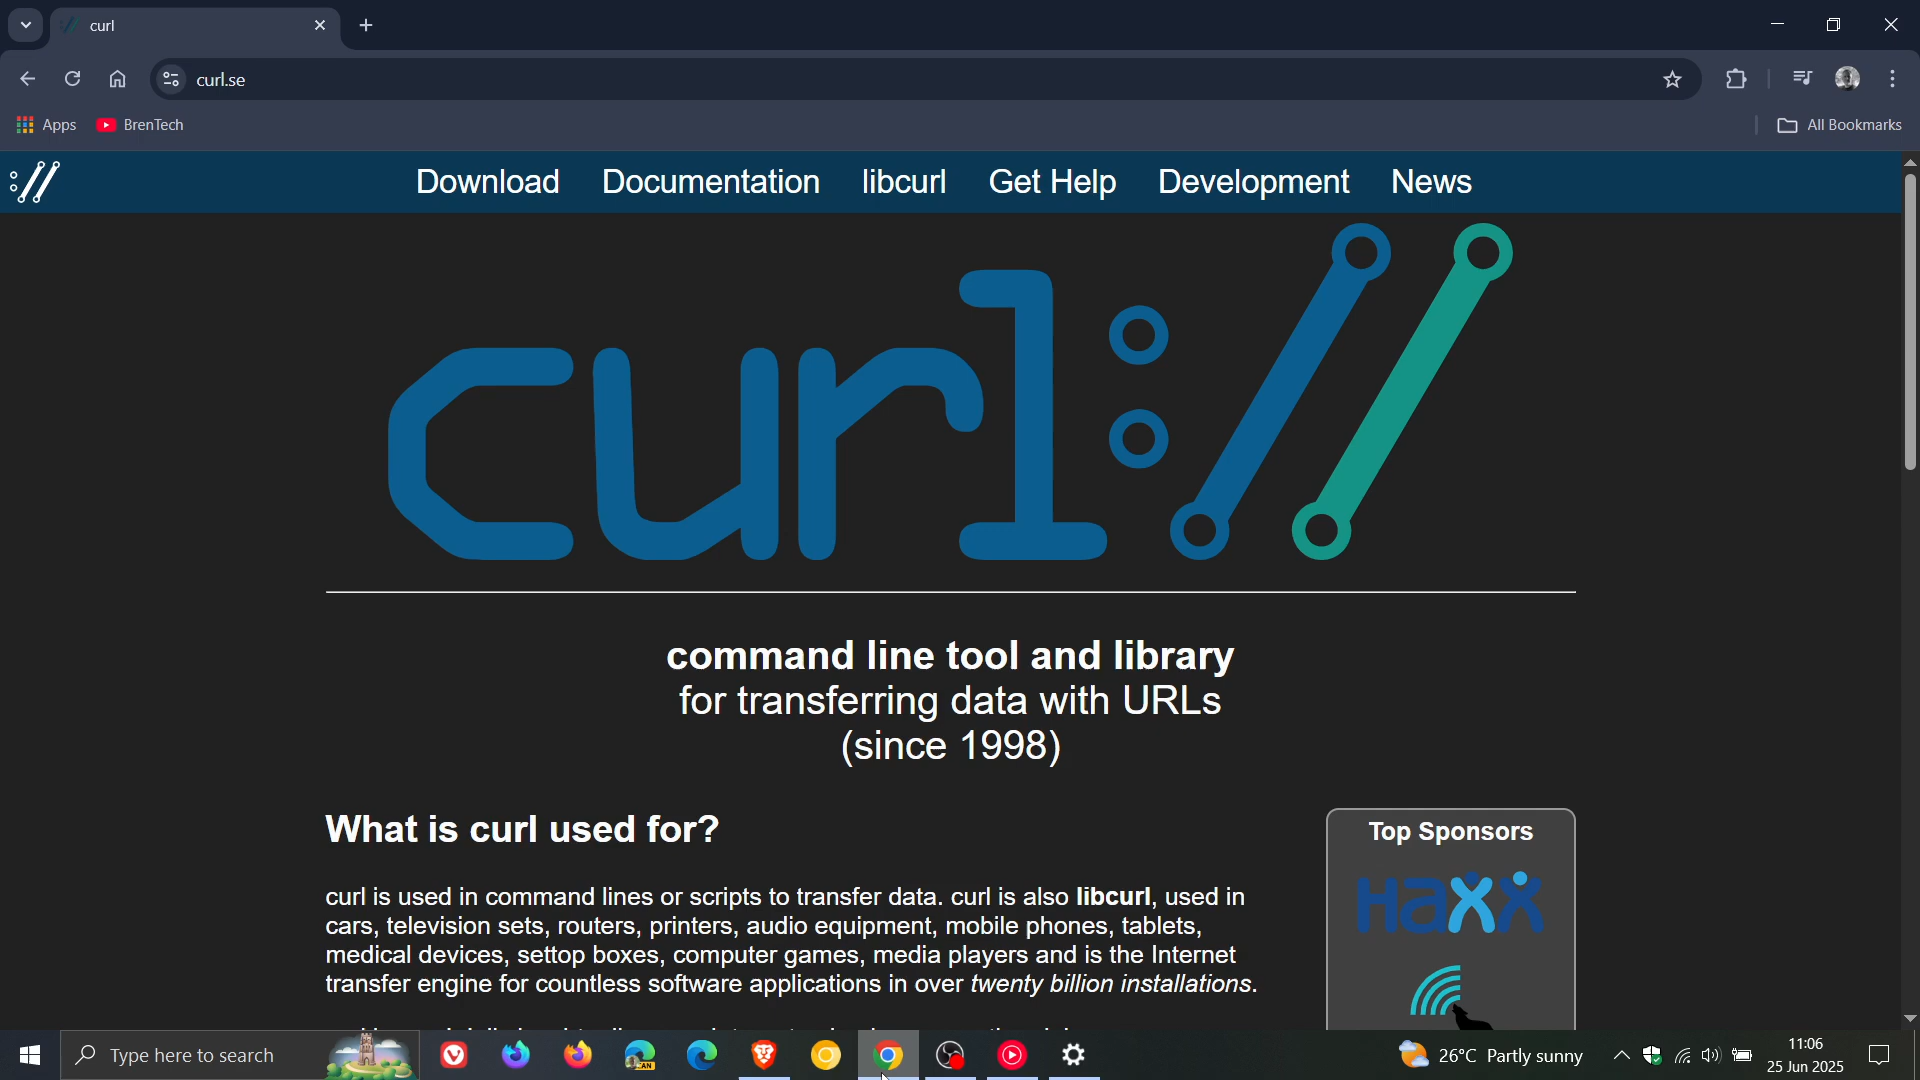 curl
curl.se
Apps
BrenTech
All Bookmarks
Download
Documentation
libcurl
Get Help
Development
News
curl://
command line tool and library
for transferring data with URLs
(since 1998)
What is curl used for?
curl is used in command lines or scripts to transfer data. curl is also libcurl, used in
cars, television sets, routers, printers, audio equipment, mobile phones, tablets,
medical devices, settop boxes, computer games, media players and is the Internet
transfer engine for countless software applications in over twenty billion installations.
Top Sponsors
Haxx
Type here to search
CAN
26°C Partly sunny
11:06
25 Jun 2025